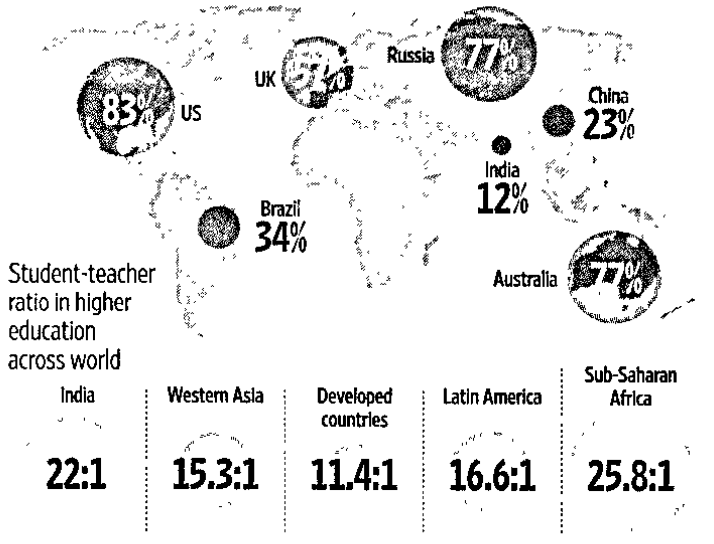 Russia 77%
UK 57%
83% US
China
23%
India
12%
Brazil
34%
Australia 77%
Student-teacher
ratio in higher
education
across world
India
22:1
Western Asia
15.3:1
Developed
countries
11.4:1
Latin America
16.6:1
Sub-Saharan
Africa
25.8:1